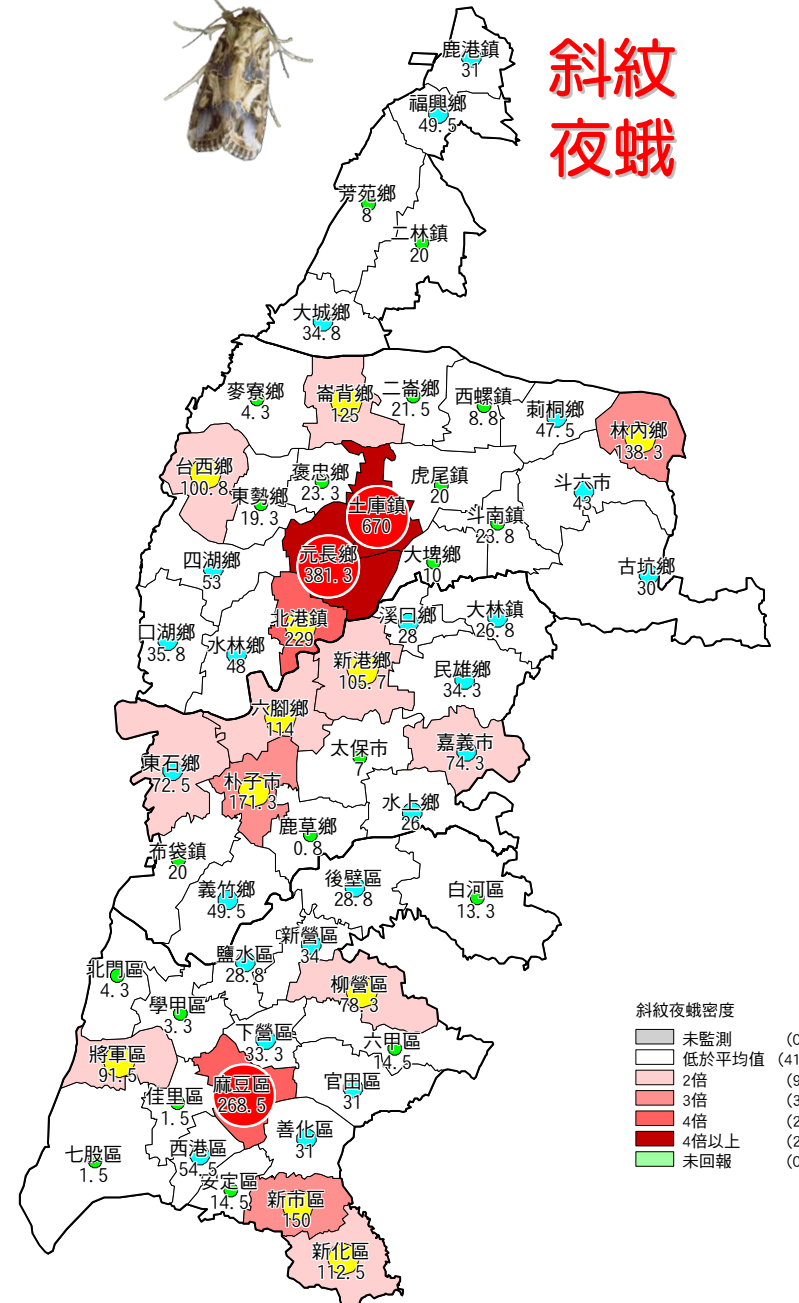 斜紋
夜蛾
鹿港鎮
31
福興鄉
49.5
芳苑鄉
8
二林鎮
20
大城鄉
34.8
麥寮鄉
4.3
崙背鄉
125
二崙鄉
21.5
西螺鎮
8.8
莿桐鄉
47.5
林內鄉
138.3
台西鄉
100.8
東勢鄉
19.3
褒忠鄉
23.3
土庫鎮
670
虎尾鎮
20
斗南鎮
23.8
斗六市
43
四湖鄉
53
元長鄉
381.3
大埤鄉
10
古坑鄉
30
口湖鄉
35.8
水林鄉
48
北港鎮
229
溪口鄉
28
大林鎮
26.8
新港鄉
105.7
民雄鄉
34.3
六腳鄉
114
東石鄉
72.5
朴子市
171.3
太保市
7
嘉義市
74.3
水上鄉
26
鹿草鄉
0.8
布袋鎮
20
義竹鄉
49.5
後壁區
28.8
白河區
13.3
新營區
34
鹽水區
28.8
北門區
4.3
學甲區
3.3
柳營區
78.3
下營區
33.3
六甲區
14.5
將軍區
91.5
佳里區
1.5
麻豆區
268.5
官田區
31
善化區
31
七股區
1.5
西港區
54.5
安定區
14.5
新市區
150
新化區
112.5
斜紋夜蛾密度
未監測 (0
低於平均值 (41
2倍 (9
3倍 (3
4倍 (2
4倍以上 (2
未回報 (0